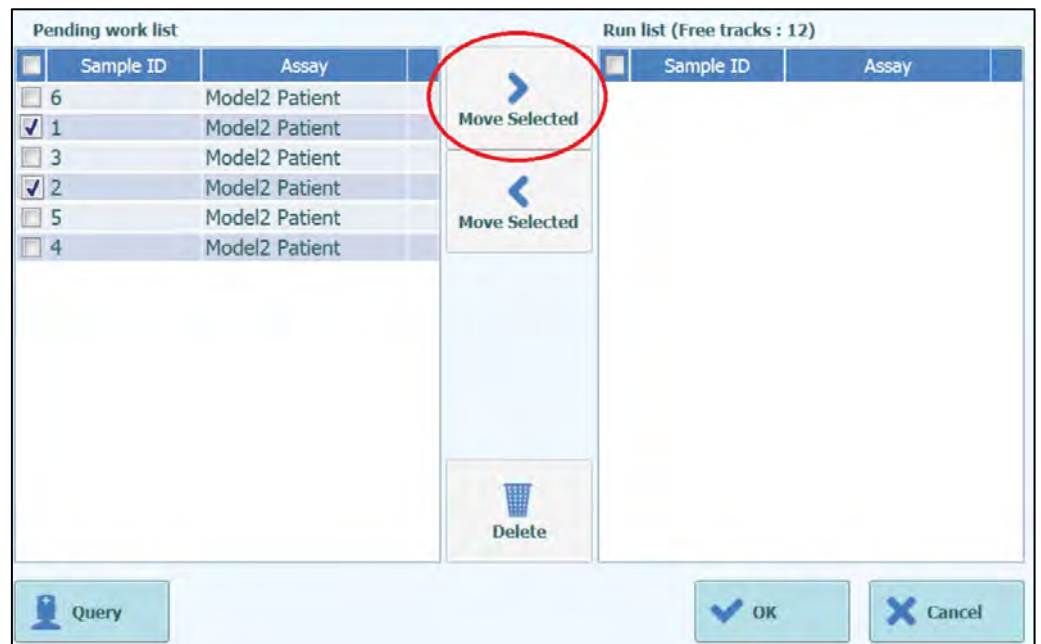 Pending work list
Run list (Free tracks : 12)
Sample ID Assay
Sample ID Assay
6 Model2 Patient
1 Model2 Patient
3 Model2 Patient
2 Model2 Patient
5 Model2 Patient
4 Model2 Patient
Move Selected
Move Selected
Delete
Query
OK
Cancel